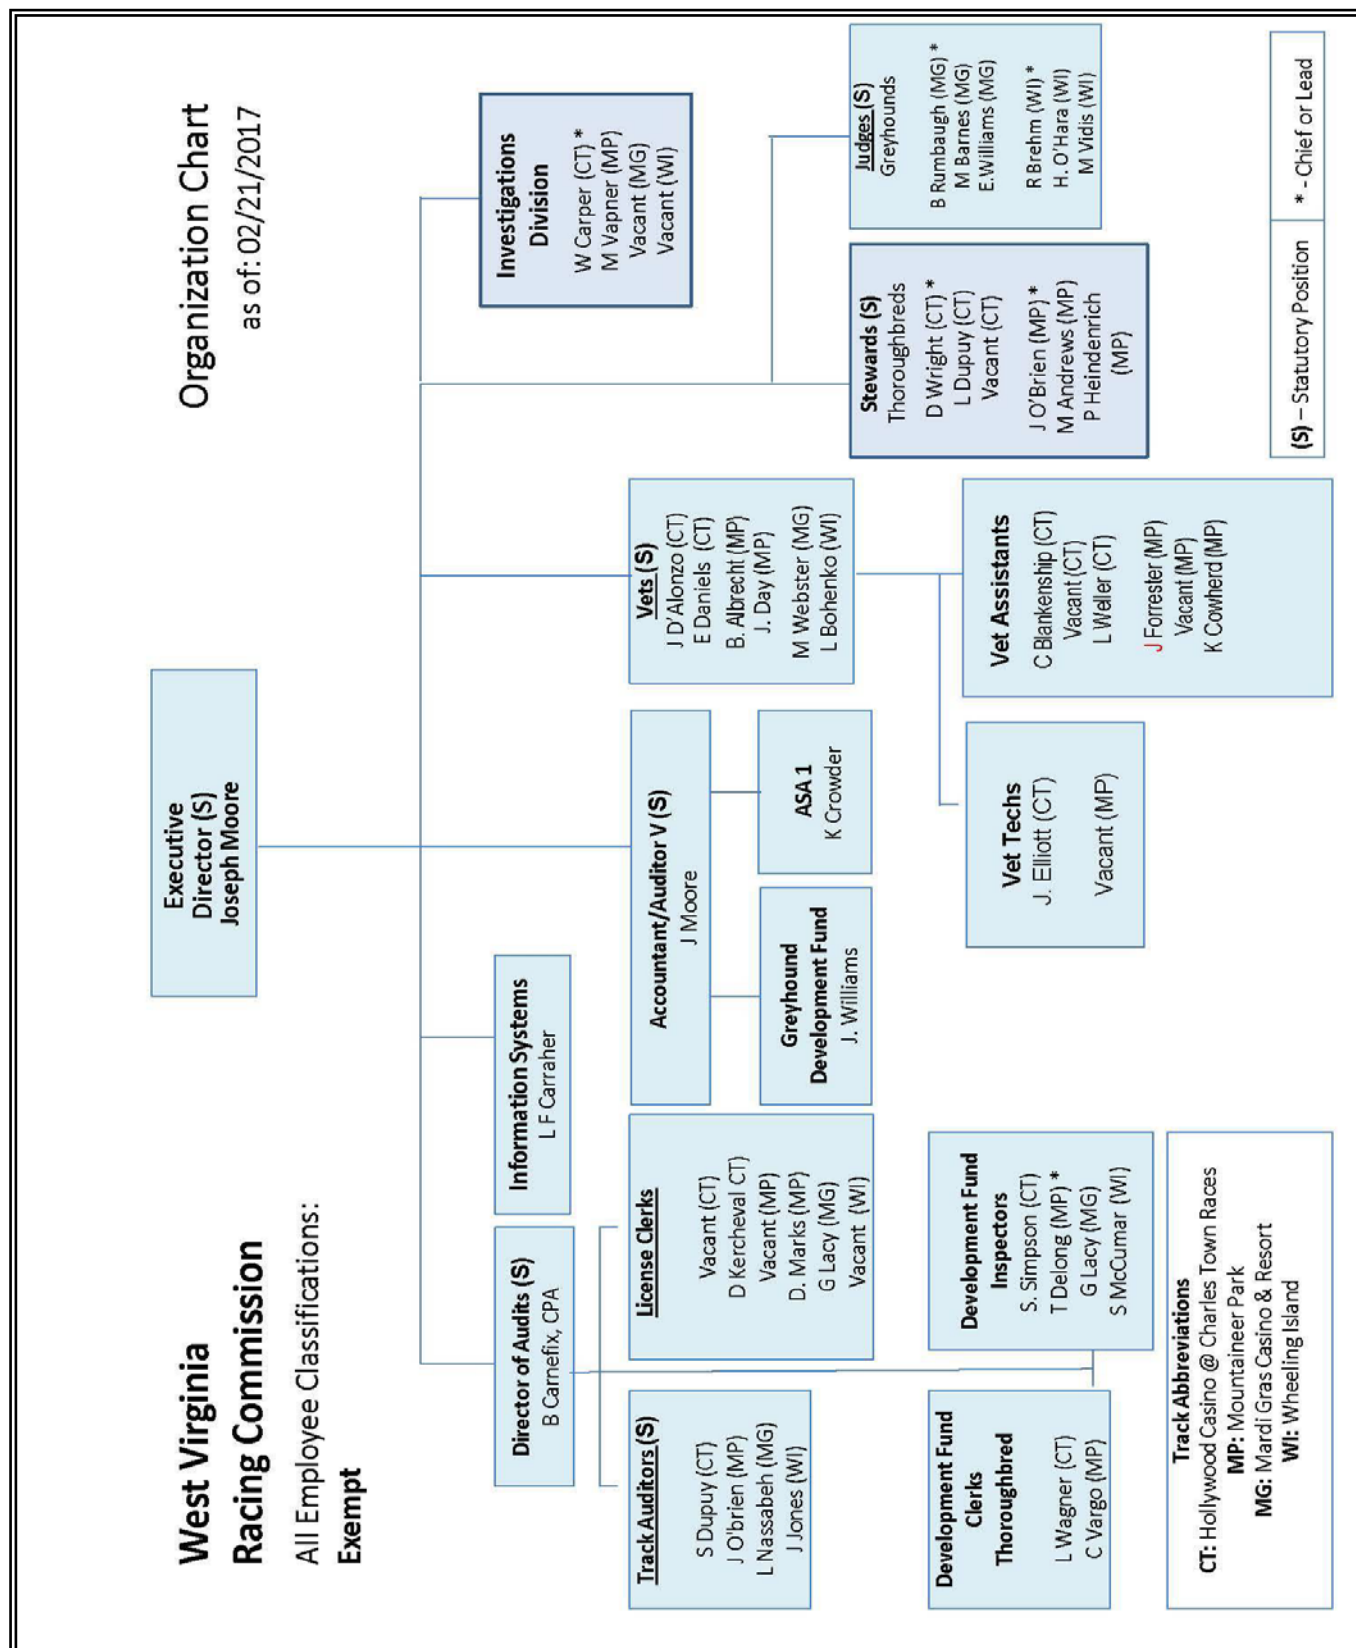 West Virginia
Racing Commission
All Employee Classifications:
Exempt
Organization Chart
as of: 02/21/2017
Executive
Director (S)
Joseph Moore
Director of Audits (S)
B Carnefix, CPA
Information Systems
L F Carraher
Investigations
Division
W Carper (CT) *
M Vapner (MP)
Vacant (MG)
Vacant (WI)
Track Auditors (S)
S Dupuy (CT)
J O'brien (MP)
L Nassabeh (MG)
J Jones (WI)
License Clerks
Vacant (CT)
D Kercheval CT)
Vacant (MP)
D. Marks (MP)
G Lacy (MG)
Vacant (WI)
Accountant/Auditor V (S)
J Moore
Greyhound
Development Fund
J. Williams
ASA 1
K Crowder
Vets (S)
J D'Alonzo (CT)
E Daniels (CT)
B. Albrecht (MP)
J. Day (MP)
M Webster (MG)
L Bohenko (WI)
Stewards (S)
Thoroughbreds
D Wright (CT) *
L Dupuy (CT)
Vacant (CT)
J O'Brien (MP) *
M Andrews (MP)
P Heindenrich
(MP)
Judges (S)
Greyhounds
B Rumbaugh (MG) *
M Barnes (MG)
E.Williams (MG)
R Brehm (WI) *
H. O'Hara (WI)
M Vidis (WI)
Development Fund
Clerks
Thoroughbred
L Wagner (CT)
C Vargo (MP)
Development Fund
Inspectors
S. Simpson (CT)
T Delong (MP) *
G Lacy (MG)
S McCumar (WI)
Vet Techs
J. Elliott (CT)
Vacant (MP)
Vet Assistants
C Blankenship (CT)
Vacant (CT)
L Weller (CT)
J Forrester (MP)
Vacant (MP)
K Cowherd (MP)
Track Abbreviations
CT: Hollywood Casino @ Charles Town Races
MP: Mountaineer Park
MG: Mardi Gras Casino & Resort
WI: Wheeling Island
(S) – Statutory Position
* - Chief or Lead